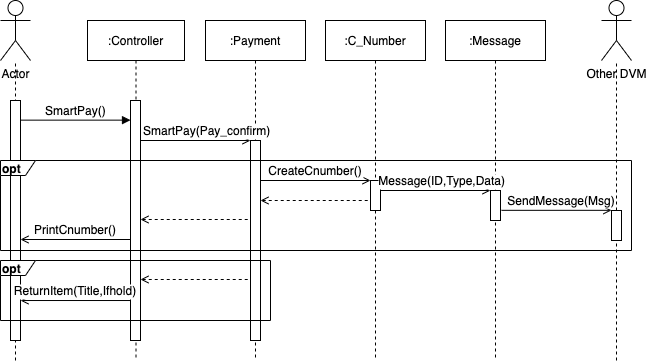 :Controller
:Payment
:C_Number
:Message
Actor
Other DVM
SmartPay()
SmartPay(Pay_confirm)
opt
CreateCnumber()
Message(ID,Type,Data)
SendMessage(Msg)
PrintCnumber()
opt
ReturnItem(Title,Ifhold)